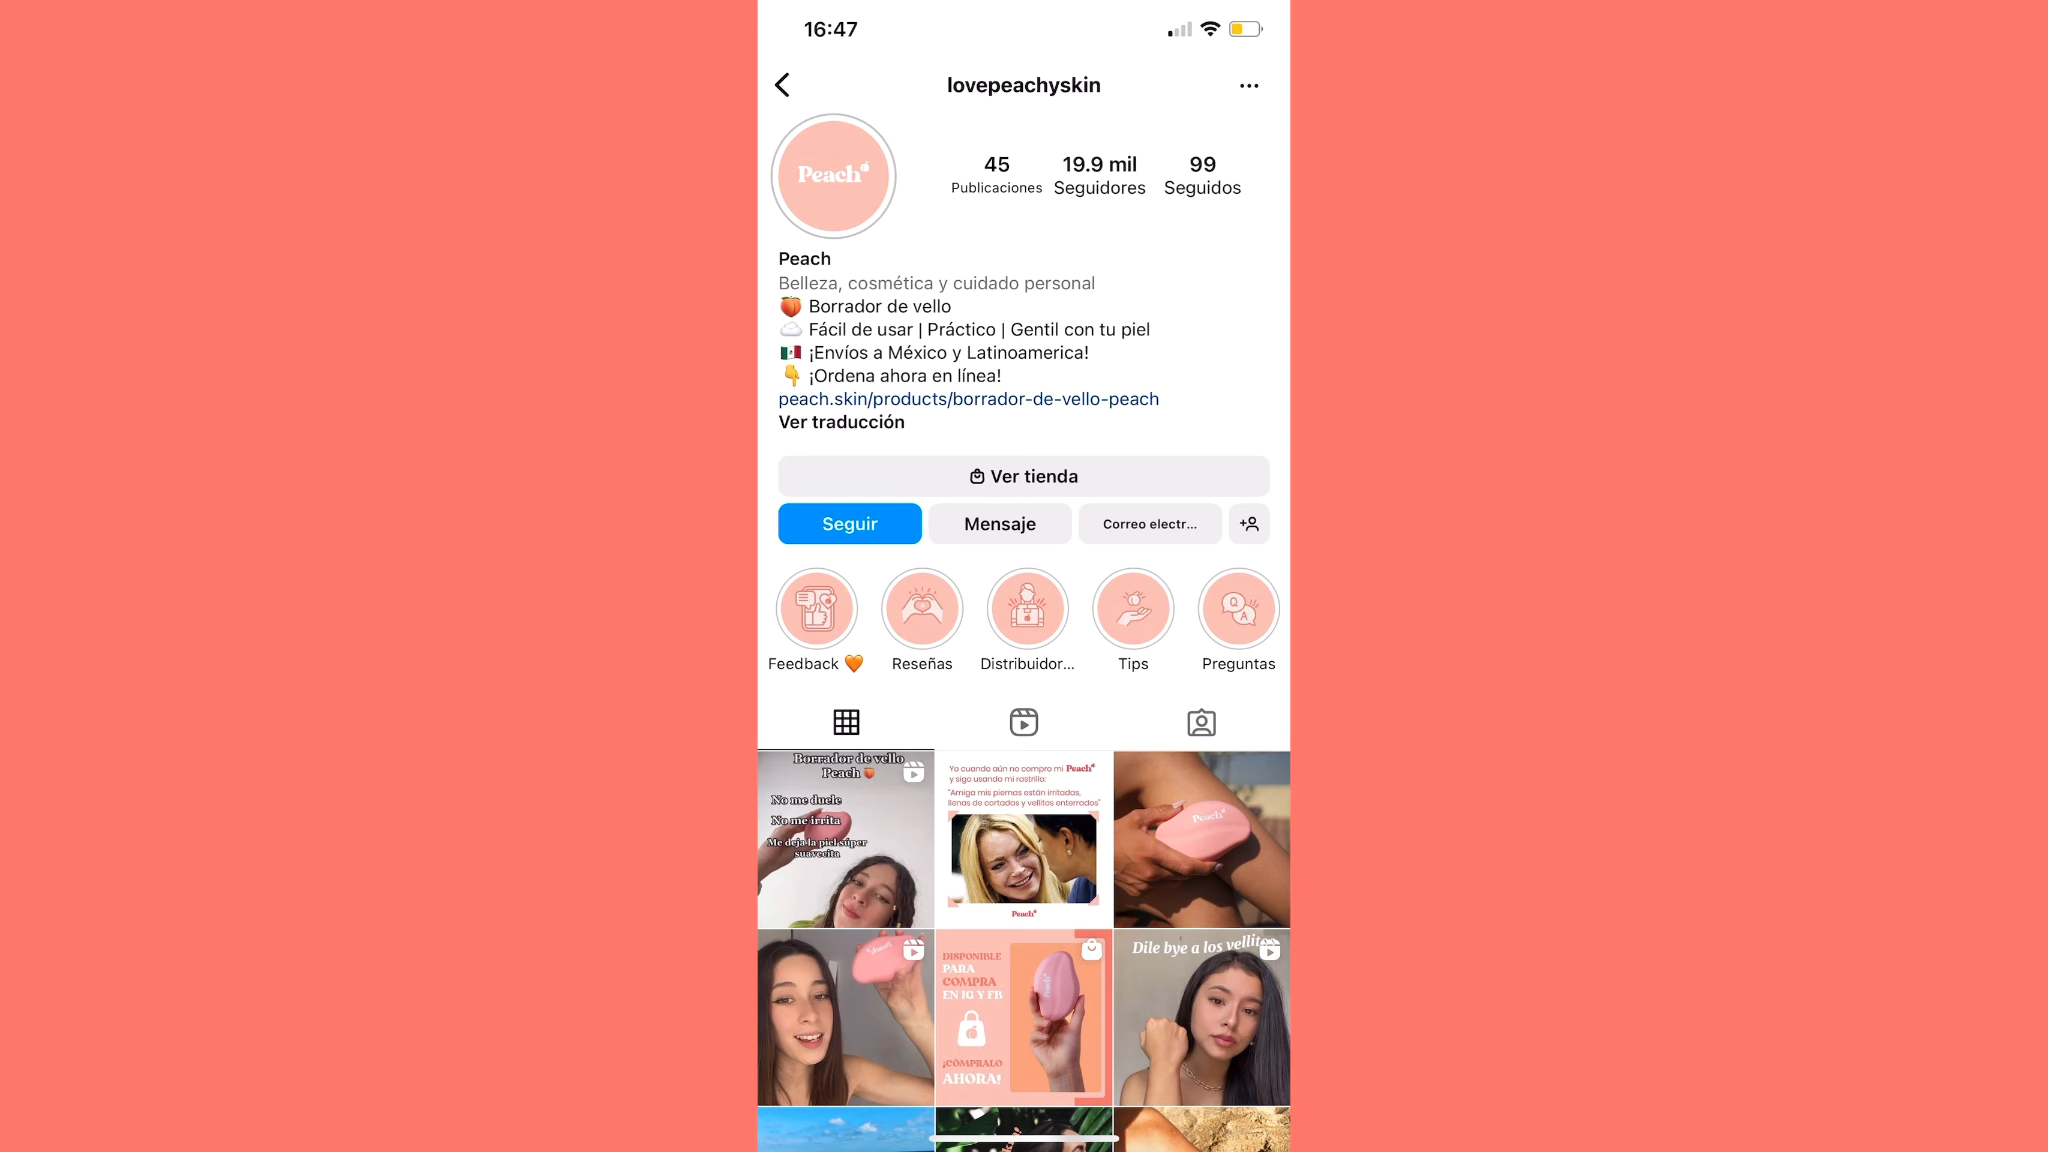 16:47
lovepeachyskin
Peach
45
Publicaciones
19.9 mil
Seguidores
99
Seguidos
Peach
Belleza, cosmética y cuidado personal
🍑 Borrador de vello
☁️ Fácil de usar | Práctico | Gentil con tu piel
🇲🇽 ¡Envíos a México y Latinoamerica!
👇 ¡Ordena ahora en línea!
peach.skin/products/borrador-de-vello-peach
Ver traducción
Ver tienda
Seguir
Mensaje
Correo electr...
Feedback 🧡
Reseñas
Distribuidor...
Tips
Preguntas
Q
A
Borrador de vello
Peach 🍑
No me duele
No me irrita
Me deja la piel súper
suavecita
Yo cuando aún no compro mi Peach
y sigo usando mi rastrillo:
"Amiga mis piernas están irritadas,
llenas de cortadas y vellitos enterrados"
Peach
Peach
Peach
DISPONIBLE
PARA
COMPRA
EN IG Y FB
¡CÓMPRALO
AHORA!
Peach
Dile bye a los vellitos